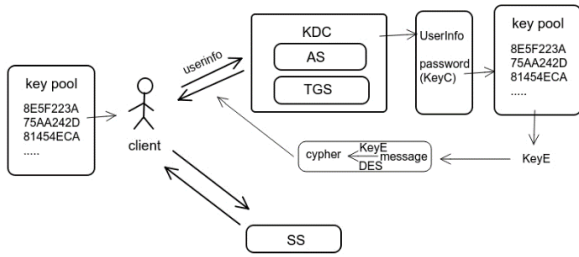 key pool
8E5F223A
75AA242D
81454ECA
.....
client
userinfo
KDC
AS
TGS
UserInfo
password
(KeyC)
key pool
8E5F223A
75AA242D
81454ECA
.....
KeyE
cypher KeyE message
DES
SS